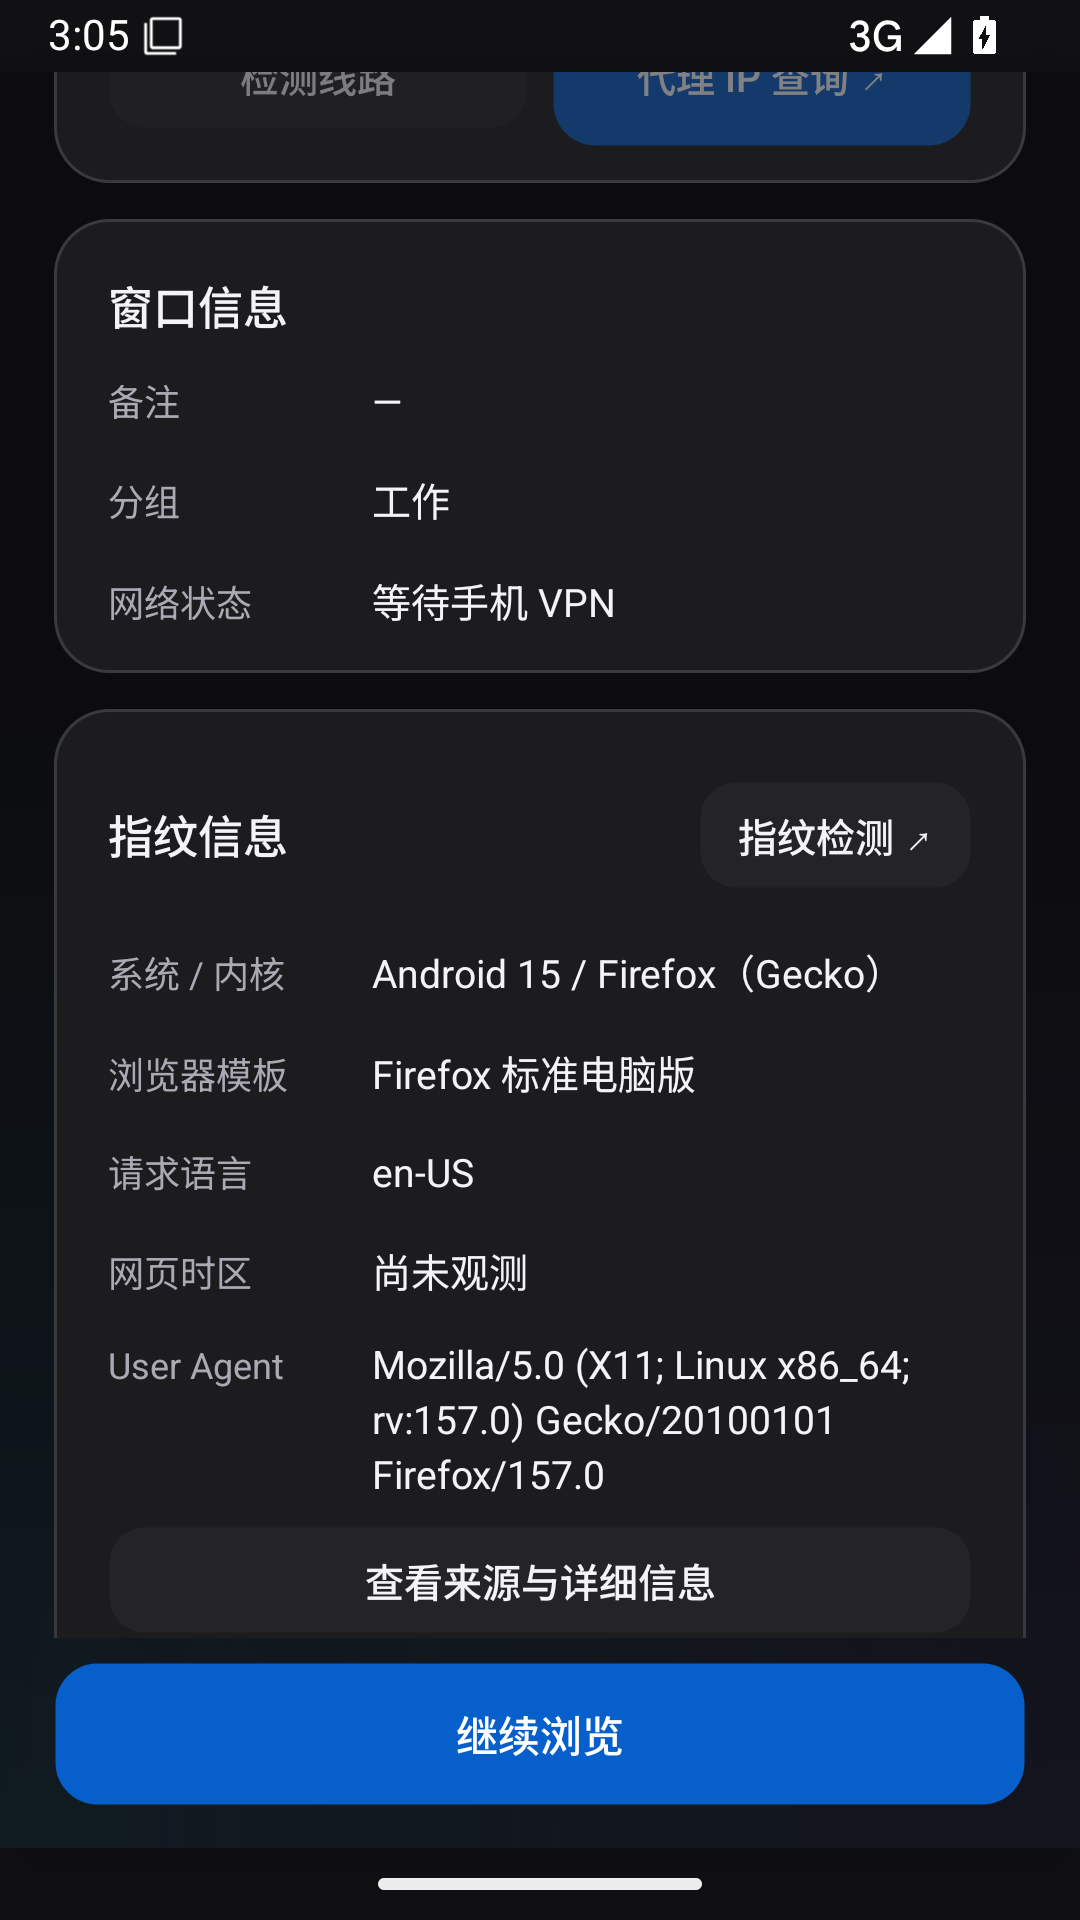 3:05
3G
检测线路
代理 IP 查询 ↗
窗口信息
备注
—
分组
工作
网络状态
等待手机 VPN
指纹信息
指纹检测 ↗
系统 / 内核
Android 15 / Firefox（Gecko）
浏览器模板
Firefox 标准电脑版
请求语言
en-US
网页时区
尚未观测
User Agent
Mozilla/5.0 (X11; Linux x86_64;
rv:157.0) Gecko/20100101
Firefox/157.0
查看来源与详细信息
继续浏览